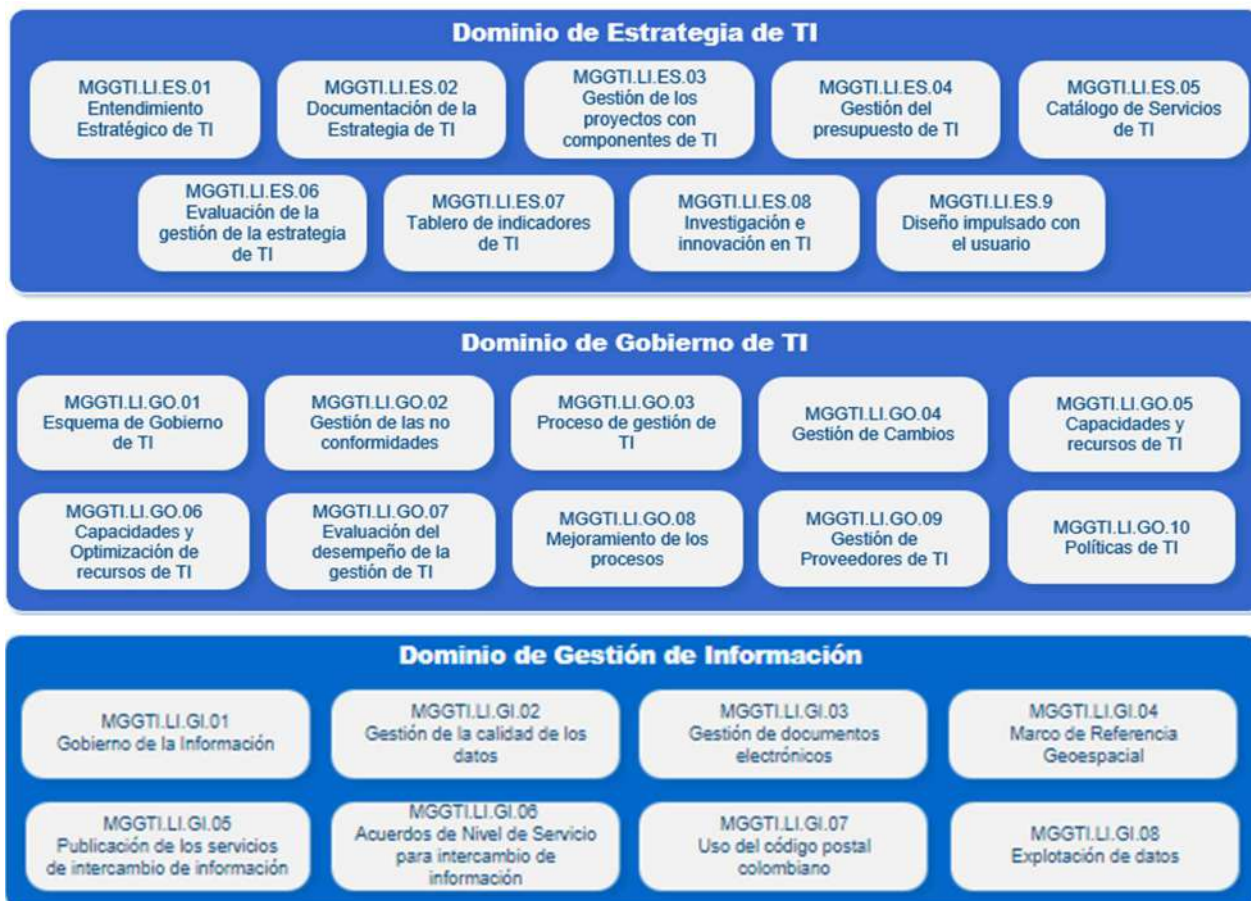 Dominio de Estrategia de TI
MGGTI.LI.ES.01
Entendimiento
Estratégico de TI
MGGTI.LI.ES.02
Documentación de la
Estrategia de TI
MGGTI.LI.ES.03
Gestión de los
proyectos con
componentes de TI
MGGTI.LI.ES.04
Gestión del
presupuesto de TI
MGGTI.LI.ES.05
Catálogo de Servicios
de TI
MGGTI.LI.ES.06
Evaluación de la
gestión de la estrategia
de TI
MGGTI.LI.ES.07
Tablero de indicadores
de TI
MGGTI.LI.ES.08
Investigación e
innovación en TI
MGGTI.LI.ES.9
Diseño impulsado con
el usuario
Dominio de Gobierno de TI
MGGTI.LI.GO.01
Esquema de Gobierno
de TI
MGGTI.LI.GO.02
Gestión de las no
conformidades
MGGTI.LI.GO.03
Proceso de gestión de
TI
MGGTI.LI.GO.04
Gestión de Cambios
MGGTI.LI.GO.05
Capacidades y
recursos de TI
MGGTI.LI.GO.06
Capacidades y
Optimización de
recursos de TI
MGGTI.LI.GO.07
Evaluación del
desempeño de la
gestión de TI
MGGTI.LI.GO.08
Mejoramiento de los
procesos
MGGTI.LI.GO.09
Gestión de
Proveedores de TI
MGGTI.LI.GO.10
Políticas de TI
Dominio de Gestión de Información
MGGTI.LI.GI.01
Gobierno de la Información
MGGTI.LI.GI.02
Gestión de la calidad de los
datos
MGGTI.LI.GI.03
Gestión de documentos
electrónicos
MGGTI.LI.GI.04
Marco de Referencia
Geoespacial
MGGTI.LI.GI.05
Publicación de los servicios
de intercambio de información
MGGTI.LI.GI.06
Acuerdos de Nivel de Servicio
para intercambio de
información
MGGTI.LI.GI.07
Uso del código postal
colombiano
MGGTI.LI.GI.08
Explotación de datos